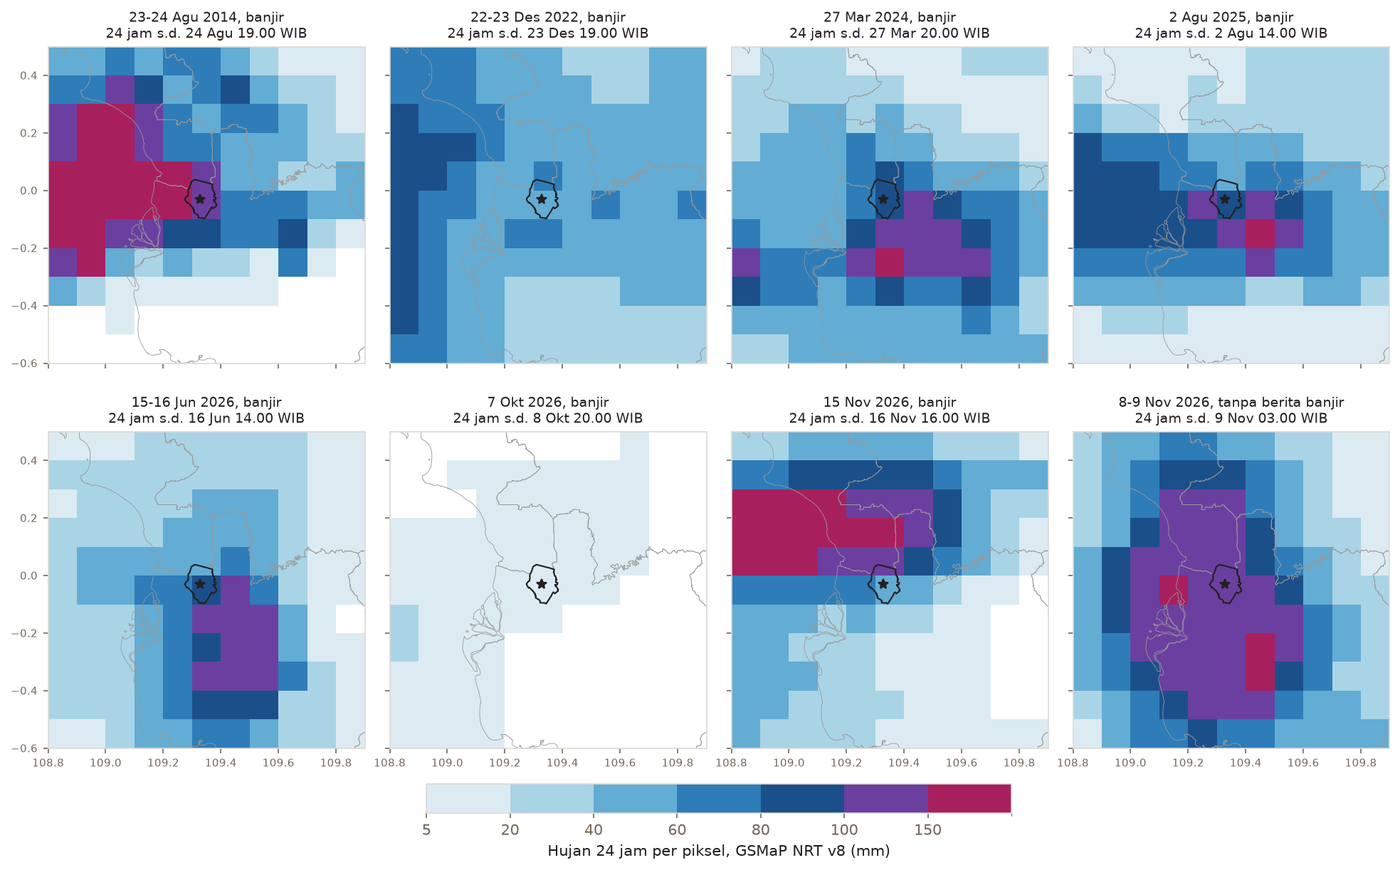 23-24 Agu 2014, banjir
24 jam s.d. 24 Agu 19.00 WIB
22-23 Des 2022, banjir
24 jam s.d. 23 Des 19.00 WIB
27 Mar 2024, banjir
24 jam s.d. 27 Mar 20.00 WIB
2 Agu 2025, banjir
24 jam s.d. 2 Agu 14.00 WIB
0.4
0.2
0.0
−0.2
−0.4
−0.6
15-16 Jun 2026, banjir
24 jam s.d. 16 Jun 14.00 WIB
7 Okt 2026, banjir
24 jam s.d. 8 Okt 20.00 WIB
15 Nov 2026, banjir
24 jam s.d. 16 Nov 16.00 WIB
8-9 Nov 2026, tanpa berita banjir
24 jam s.d. 9 Nov 03.00 WIB
0.4
0.2
0.0
−0.2
−0.4
−0.6
108.8 109.0 109.2 109.4 109.6 109.8
108.8 109.0 109.2 109.4 109.6 109.8
108.8 109.0 109.2 109.4 109.6 109.8
108.8 109.0 109.2 109.4 109.6 109.8
5 20 40 60 80 100 150
Hujan 24 jam per piksel, GSMaP NRT v8 (mm)